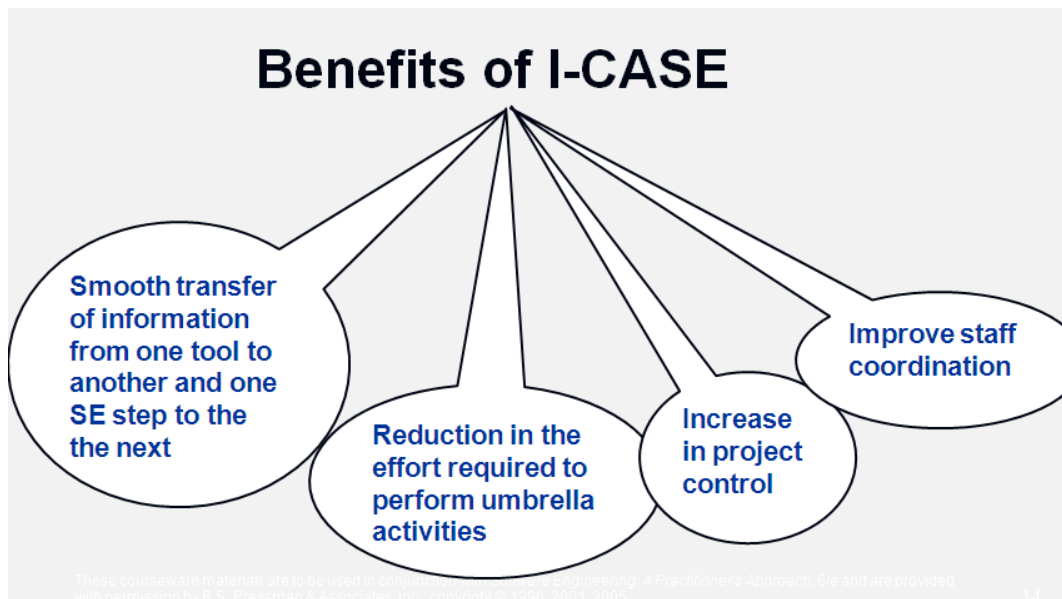 Benefits of I-CASE
Smooth transfer
of information
from one tool to
another and one
SE step to the
the next
Reduction in the
effort required to
perform umbrella
activities
Increase
in project
control
Improve staff
coordination
These courseware materials are to be used in conjunction with Software Engineering: A Practitioner's Approach, 6/e and are provided
with permission by R.S. Pressman & Associates, Inc., copyright © 1996, 2001, 2005
14